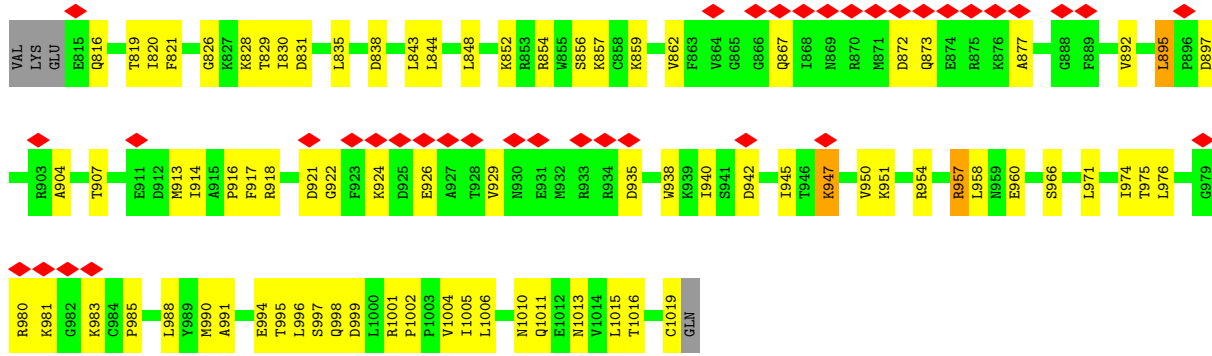 VAL LYS GLU E815 Q816 T819 I820 F821 G826 K827 K828 T829 I830 D831 L835 D838 L843 L844 L848 K852 R853 R854 W855 S856 K857 C858 K859 V862 F863 V864 G865 G866 Q867 I868 N869 R870 M871 D872 Q873 E874 R875 K876 A877 G888 F889 V892 L895 P896 D897
R903 A904 T907 E911 D912 M913 I914 A915 P916 F917 R918 D921 G922 F923 K924 D925 E926 A927 T928 V929 N930 E931 M932 R933 R934 D935 W938 K939 I940 S941 D942 I945 T946 K947 V950 K951 R954 R957 L958 N959 E960 S966 L971 I974 T975 L976 G979
R980 K981 G982 K983 C984 P985 L988 Y989 M990 A991 E994 T995 L996 S997 Q998 D999 L1000 R1001 P1002 P1003 V1004 I1005 L1006 N1010 Q1011 E1012 N1013 V1014 L1015 T1016 C1019 GLN